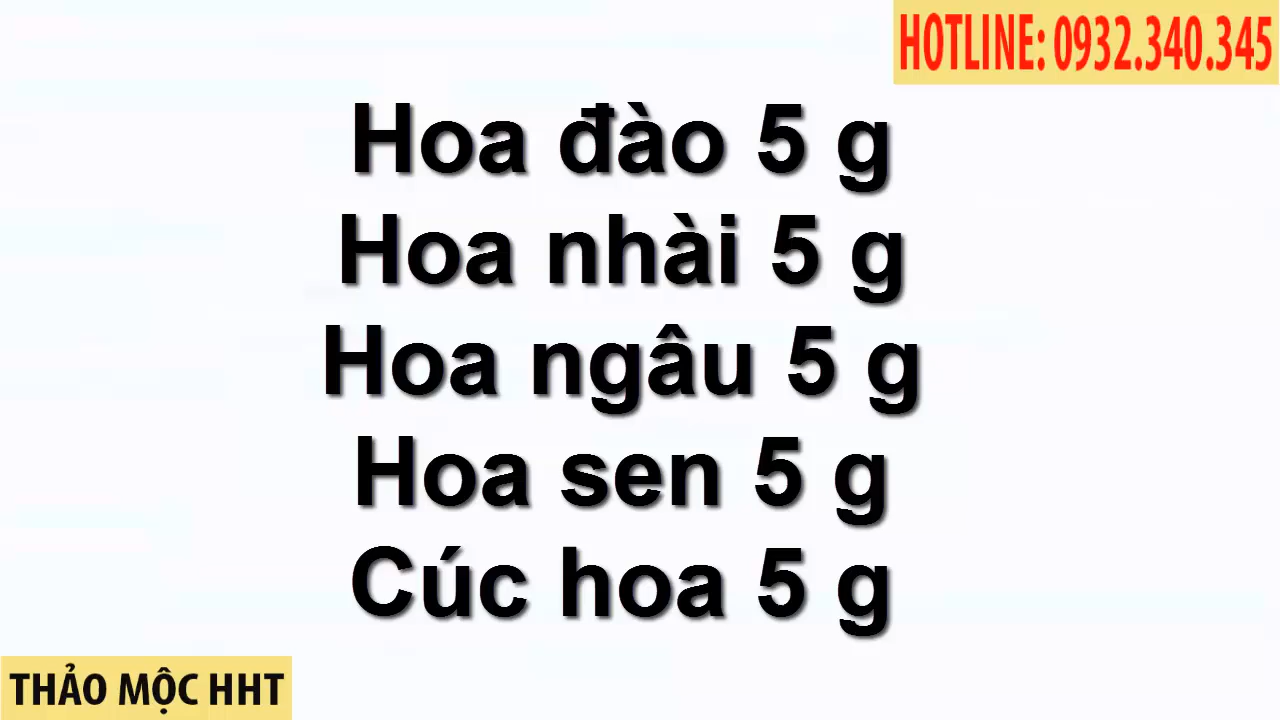 HOTLINE: 0932.340.345
Hoa đào 5 g
Hoa nhài 5 g
Hoa ngâu 5 g
Hoa sen 5 g
Cúc hoa 5 g
THẢO MỘC HHT